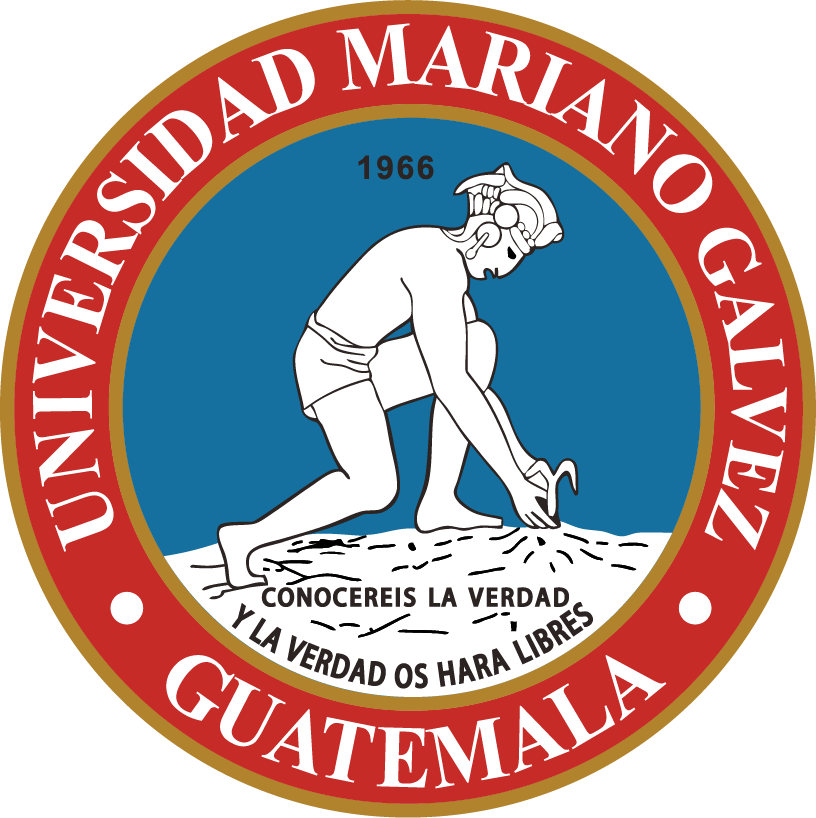 UNIVERSIDAD MARIANO GALVEZ
1966
CONOCEREIS LA VERDAD
Y LA VERDAD OS HARA LIBRES
GUATEMALA